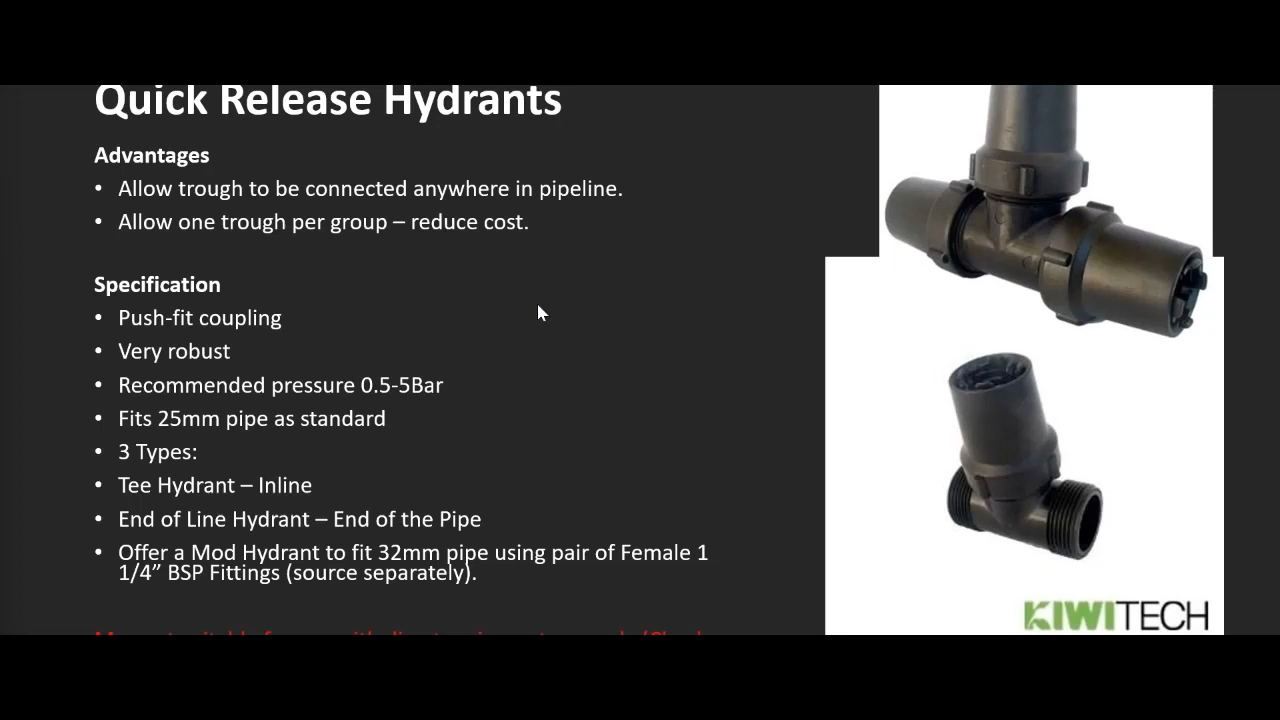 Quick Release Hydrants
Advantages
• Allow trough to be connected anywhere in pipeline.
• Allow one trough per group – reduce cost.
Specification
• Push-fit coupling
• Very robust
• Recommended pressure 0.5-5Bar
• Fits 25mm pipe as standard
• 3 Types:
• Tee Hydrant – Inline
• End of Line Hydrant – End of the Pipe
• Offer a Mod Hydrant to fit 32mm pipe using pair of Female 1
1/4” BSP Fittings (source separately).
KIWITECH